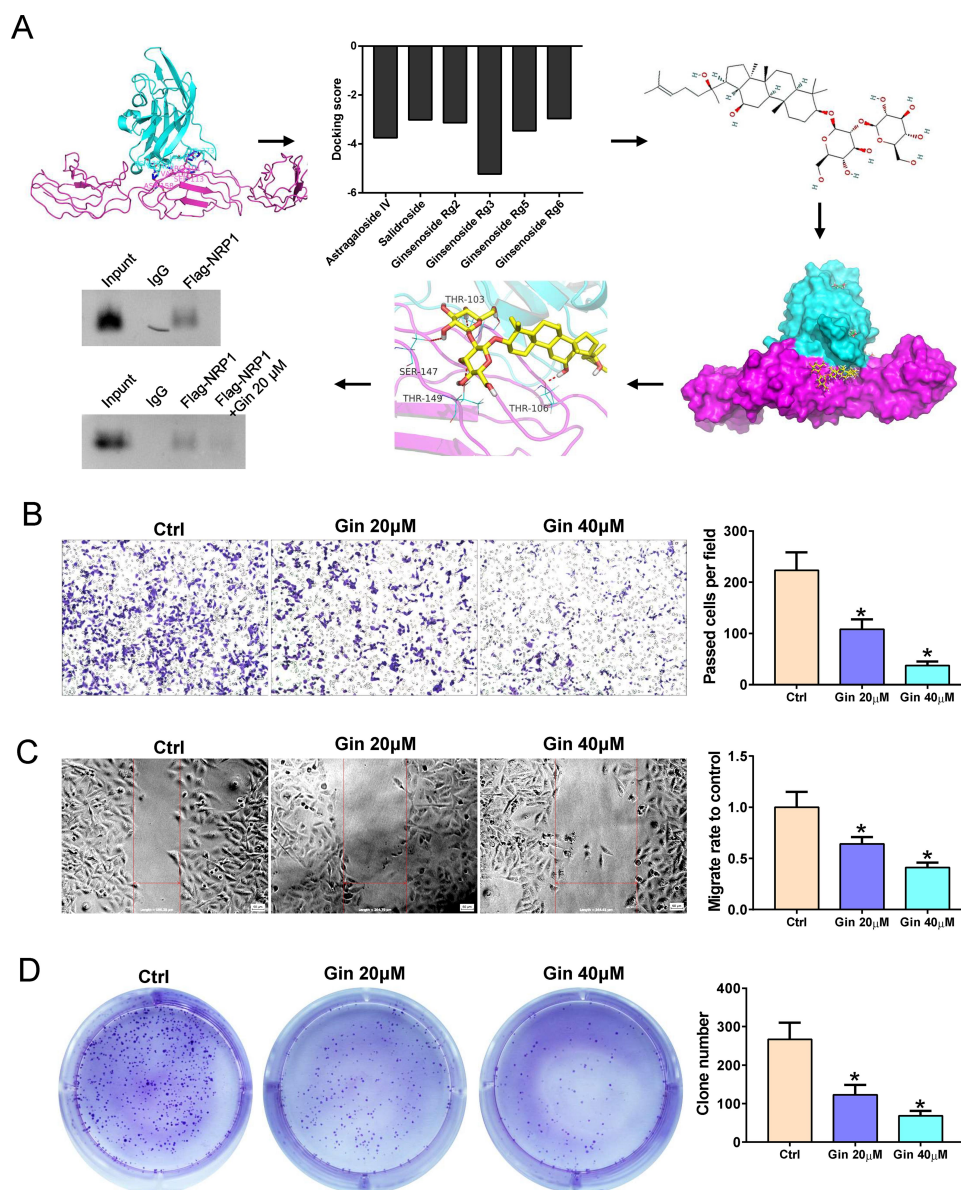 A
0
-2
-4
-6
Docking score
Astragaloside IV
Salidroside
Ginsenoside Rg2
Ginsenoside Rg3
Ginsenoside Rg5
Ginsenoside Rg6
Inpunt
IgG
Flag-NRP1
Input
IgG
Flag-NRP1
Flag-NRP1
+Gin 20 μM
THR-103
SER-147
THR-149
THR-106
B
Ctrl
Gin 20μM
Gin 40μM
Passed cells per field
300
200
100
0
*
*
Ctrl
Gin 20μM
Gin 40μM
C
Ctrl
Gin 20μM
Gin 40μM
Migrate rate to control
1.5
1.0
0.5
0.0
*
*
Ctrl
Gin 20μM
Gin 40μM
D
Ctrl
Gin 20μM
Gin 40μM
Clone number
400
300
200
100
0
*
*
Ctrl
Gin 20μM
Gin 40μM